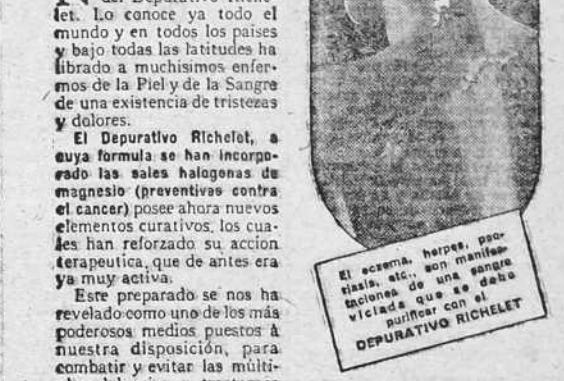 del Depurativo Riche-
let. Lo conoce ya todo el
mundo y en todos los paises
y bajo todas las latitudes ha
librado a muchisimos enfer-
mos de la Piel y de la Sangre
de una existencia de tristezas
y dolores.
El Depurativo Richelet, a
cuya formula se han incorpo-
rado las sales halogenas de
magnesio (preventivas contra
el cancer) posee ahora nuevos
elementos curativos, los cua-
les han reforzado su accion
terapeutica, que de antes era
ya muy activa.
Este preparado se nos ha
revelado como uno de los más
poderosos medios puestos à
nuestra disposición, para
combatir y evitar las múlti-
El eczema, herpes, pso-
riasis, etc., son manifes-
taciones de una sangre
viciada que se debe
purificar con el
DEPURATIVO RICHELET